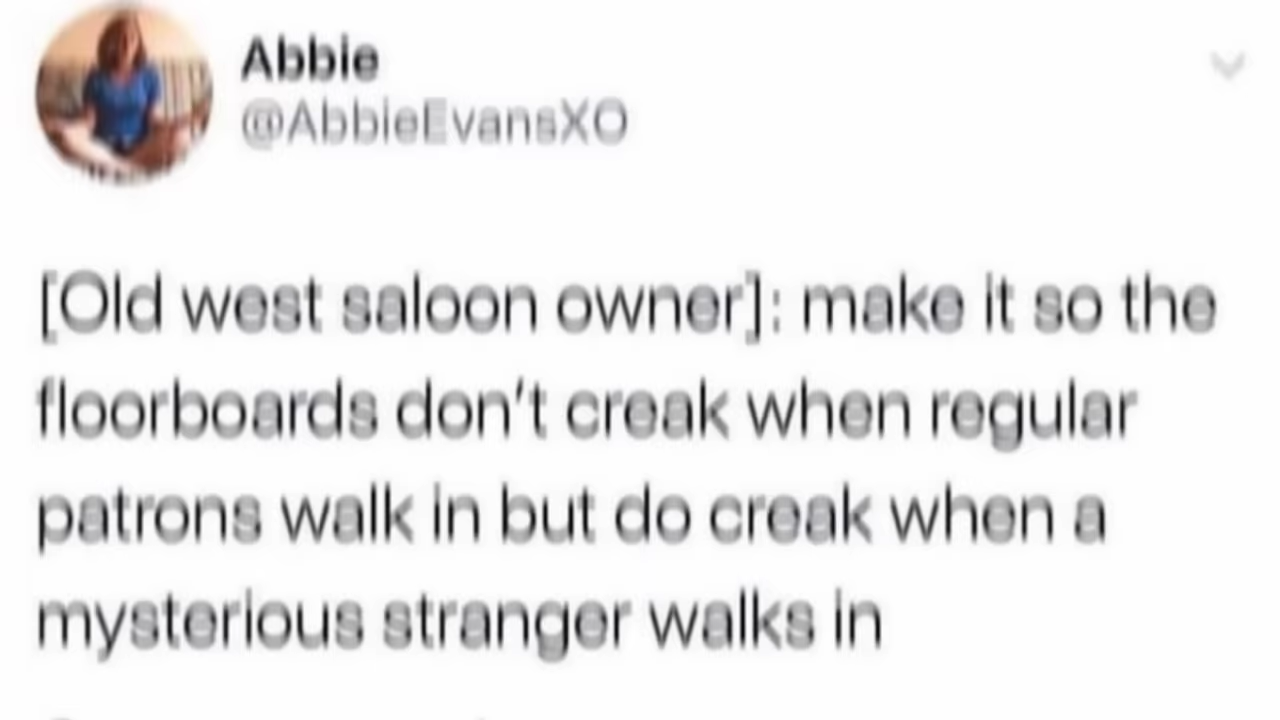 Abbie
@AbbieEvansXO
[Old west saloon owner]: make it so the
floorboards don't creak when regular
patrons walk in but do creak when a
mysterious stranger walks in